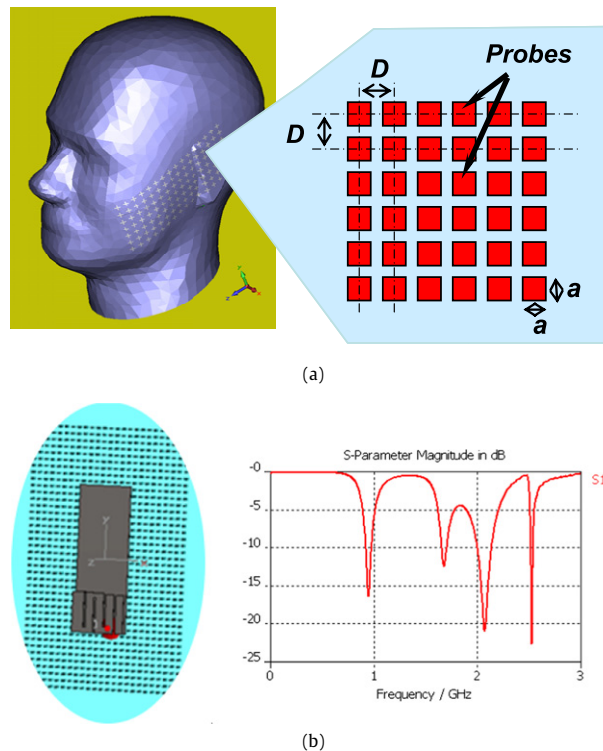 Probes
D
D
a
a
(a)
S-Parameter Magnitude in dB
S1
-0
-5
-10
-15
-20
-25
0 1 2 3
Frequency / GHz
y
z x
(b)